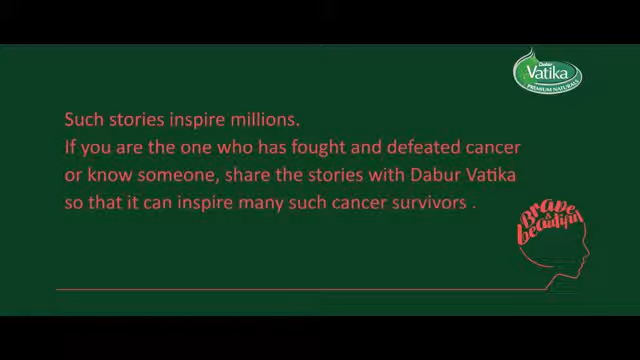 Dabur
Vatika
PREMIUM NATURALS
Such stories inspire millions.
If you are the one who has fought and defeated cancer
or know someone, share the stories with Dabur Vatika
so that it can inspire many such cancer survivors .
Brave
&
beautiful